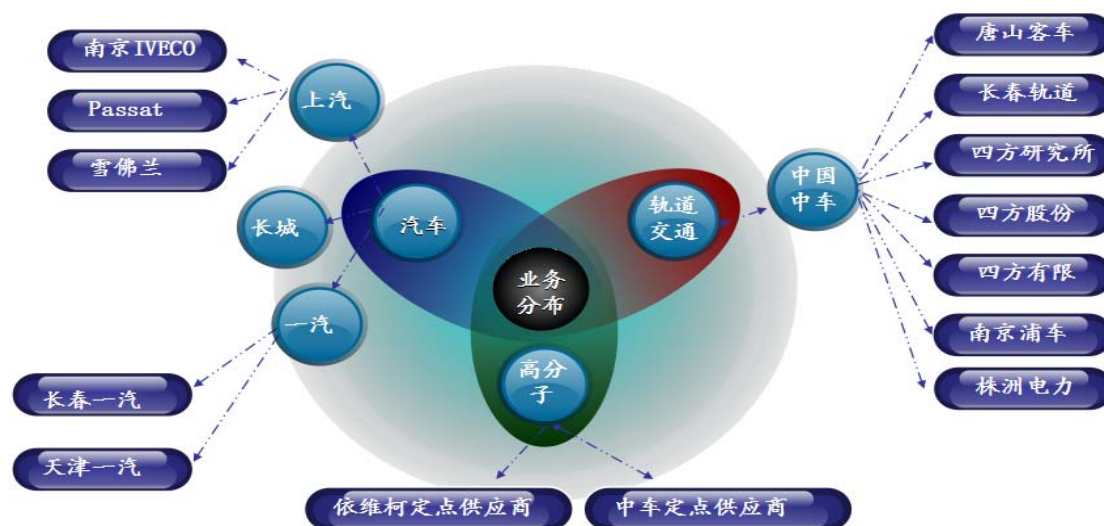 南京IVECO
Passat
雪佛兰
上汽
长城
汽车
一汽
长春一汽
天津一汽
业务
分布
高分
子
依维柯定点供应商
中车定点供应商
轨道
交通
中国
中车
唐山客车
长春轨道
四方研究所
四方股份
四方有限
南京浦车
株洲电力